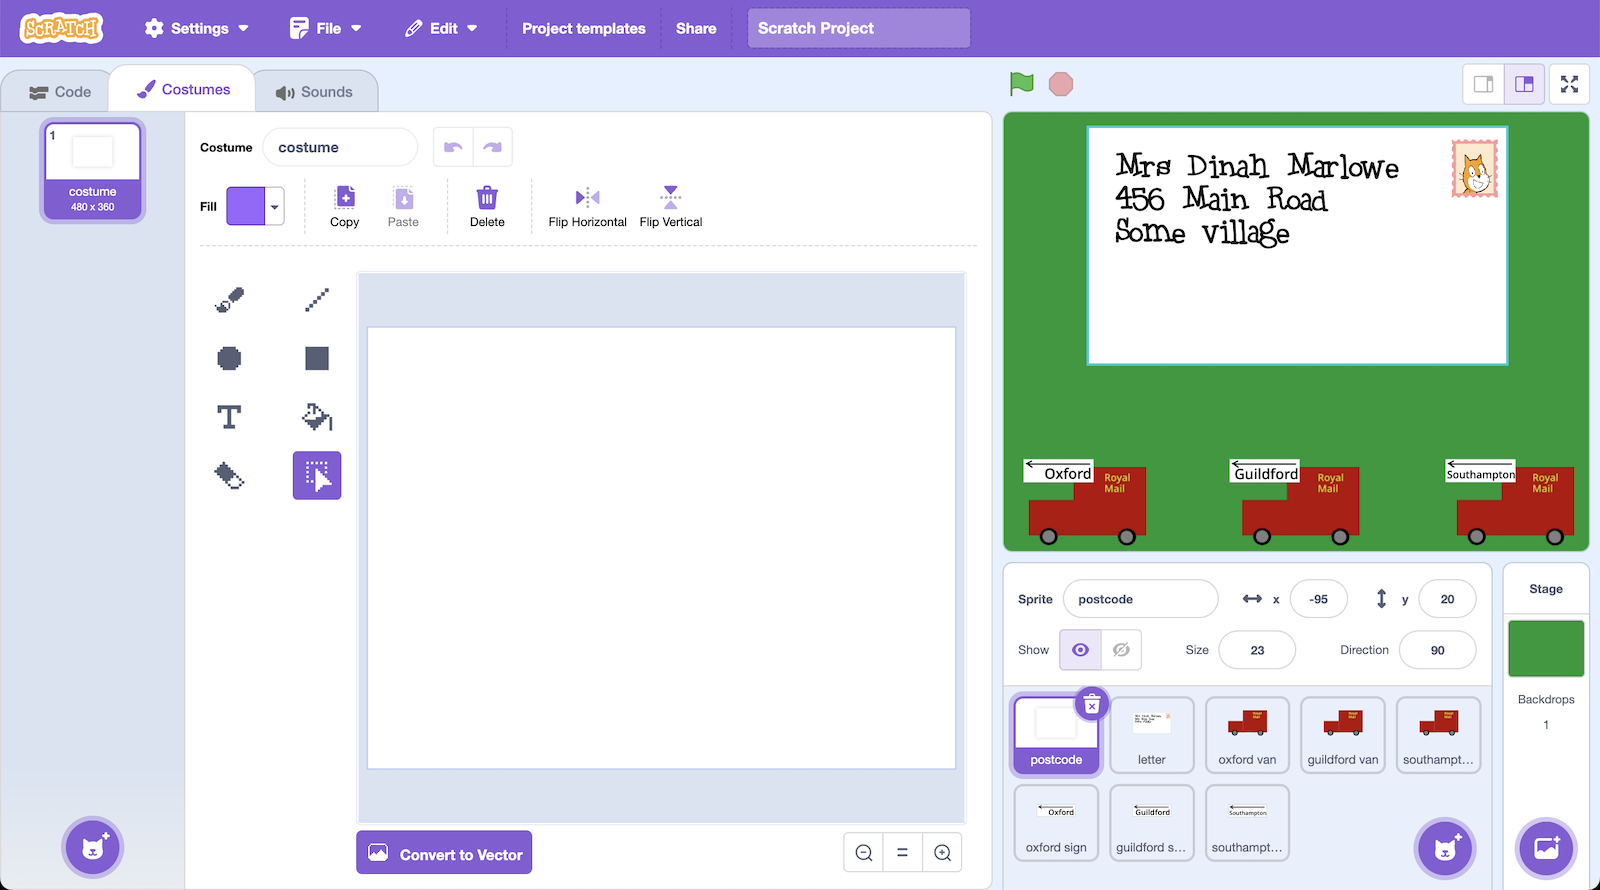 SCRATCH
Settings
File
Edit
Project templates
Share
Scratch Project
Code
Costumes
Sounds
1
costume
480 x 360
Costume
costume
Fill
Copy
Paste
Delete
Flip Horizontal
Flip Vertical
T
Convert to Vector
Mrs Dinah Marlowe
456 Main Road
Some village
Oxford
Royal
Mail
Guildford
Royal
Mail
Southampton
Royal
Mail
Sprite
postcode
x
-95
y
20
Show
Size
23
Direction
90
postcode
letter
oxford van
guildford van
southampt...
Oxford
oxford sign
Guildford
guildford s...
Southampton
southampt...
Stage
Backdrops
1